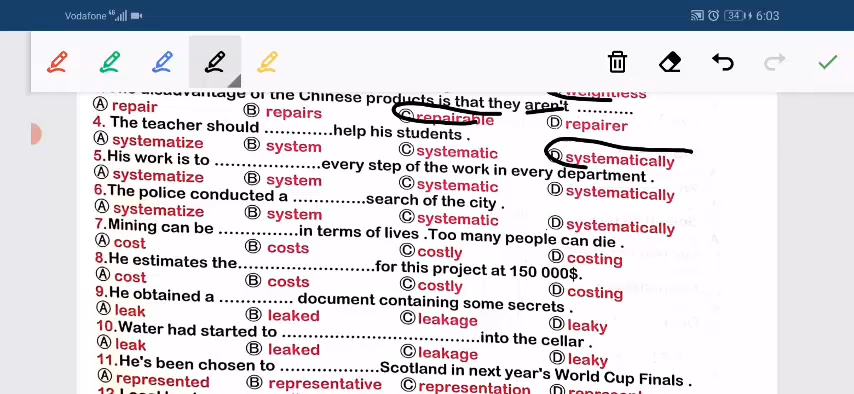 Vodafone 4G 34 6:03
weightless
disadvantage of the Chinese products is that they aren't .............
Ⓐ repair Ⓑ repairs Ⓒ repairable Ⓓ repairer
4. The teacher should .............help his students .
Ⓐ systematize Ⓑ system Ⓒ systematic Ⓓ systematically
5.His work is to ....................every step of the work in every department .
Ⓐ systematize Ⓑ system Ⓒ systematic Ⓓ systematically
6.The police conducted a ..............search of the city .
Ⓐ systematize Ⓑ system Ⓒ systematic Ⓓ systematically
7.Mining can be ...............in terms of lives .Too many people can die .
Ⓐ cost Ⓑ costs Ⓒ costly Ⓓ costing
8.He estimates the..........................for this project at 150 000$.
Ⓐ cost Ⓑ costs Ⓒ costly Ⓓ costing
9.He obtained a .............. document containing some secrets .
Ⓐ leak Ⓑ leaked Ⓒ leakage Ⓓ leaky
10.Water had started to .....................................into the cellar .
Ⓐ leak Ⓑ leaked Ⓒ leakage Ⓓ leaky
11.He's been chosen to ..................Scotland in next year's World Cup Finals .
Ⓐ represented Ⓑ representative Ⓒ representation Ⓓ represent